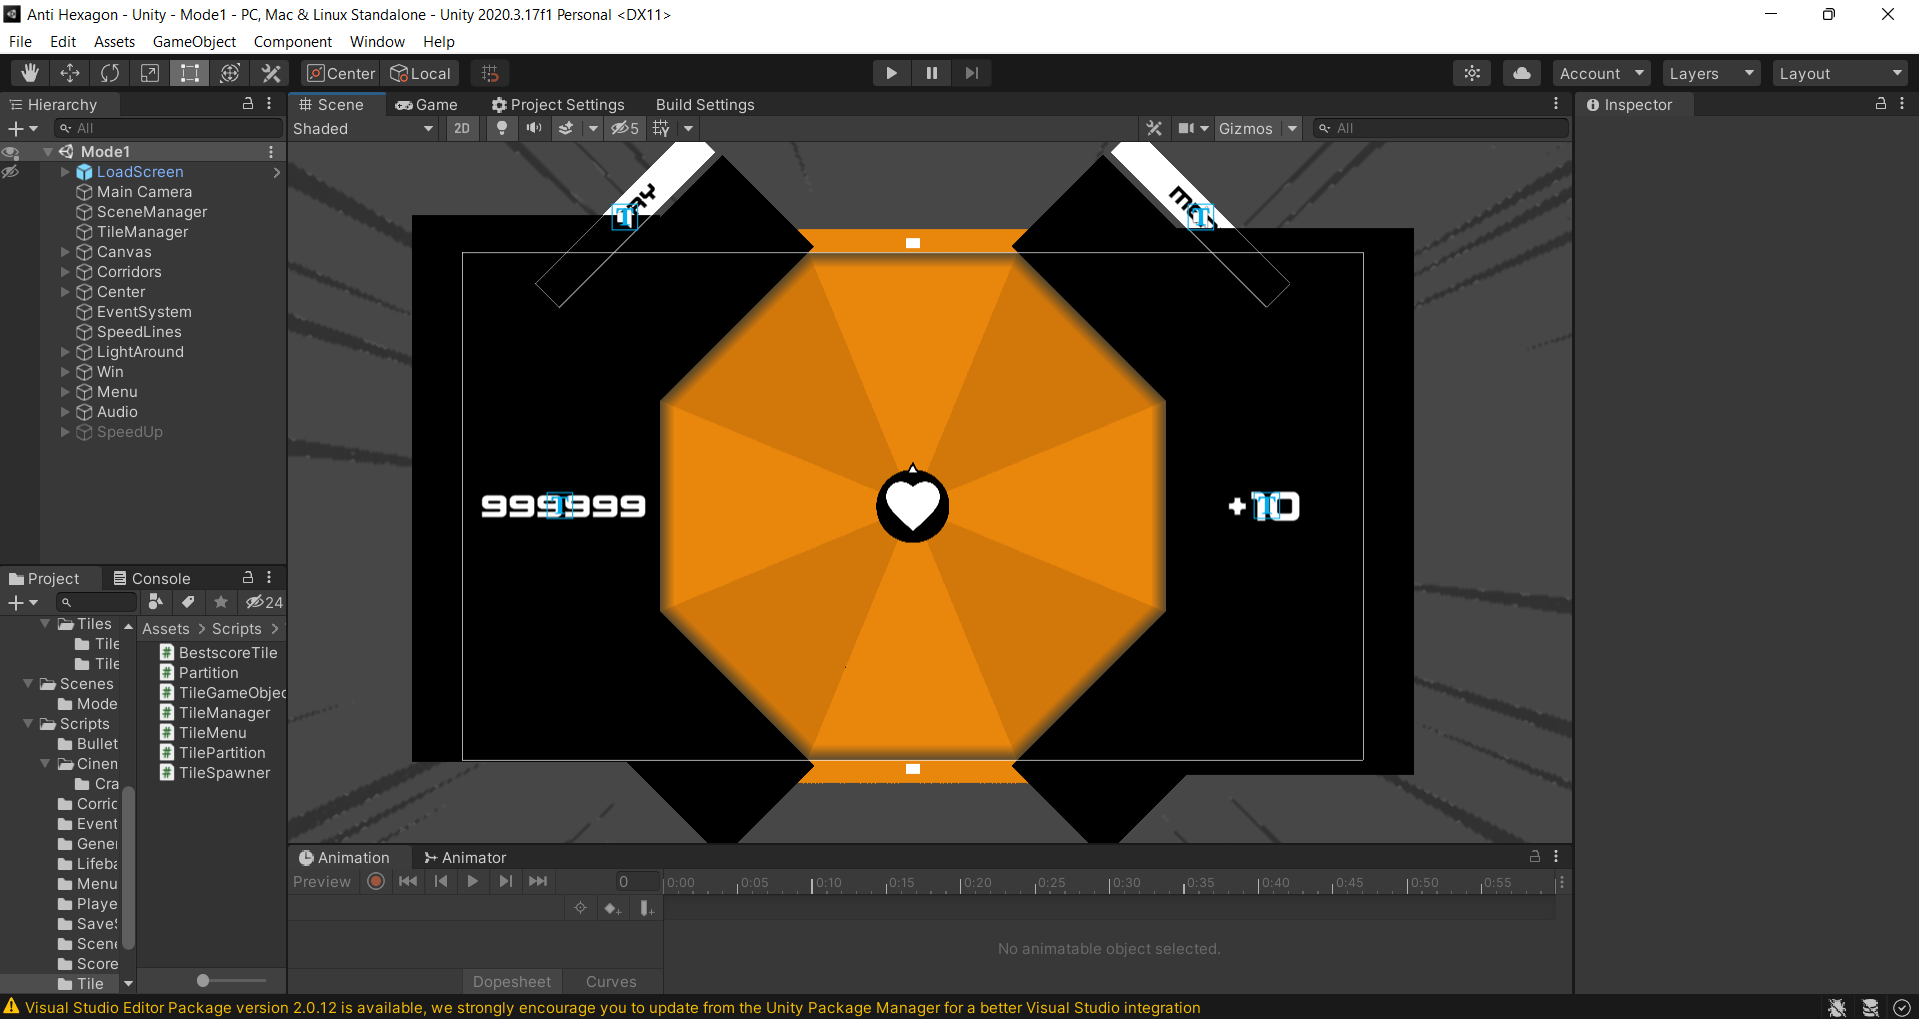 Anti Hexagon - Unity - Mode1 - PC, Mac & Linux Standalone - Unity 2020.3.17f1 Personal <DX11>
File Edit Assets GameObject Component Window Help
Center Local Account Layers Layout
Hierarchy
All
Mode1
LoadScreen
Main Camera
SceneManager
TileManager
Canvas
Corridors
Center
EventSystem
SpeedLines
LightAround
Win
Menu
Audio
SpeedUp
Scene Game Project Settings Build Settings
Shaded 2D 5 Gizmos All
999999
+10
Inspector
Project Console
24
Tiles
Tile
Tile
Scenes
Mode
Scripts
Bullet
Cinem
Cra
Corric
Event
Gener
Lifeba
Menu
Playe
Save
Scene
Score
Tile
Assets > Scripts >
BestscoreTile
Partition
TileGameObjec
TileManager
TileMenu
TilePartition
TileSpawner
Animation Animator
Preview 0 0:00 0:05 0:10 0:15 0:20 0:25 0:30 0:35 0:40 0:45 0:50 0:55
No animatable object selected.
Dopesheet Curves
Visual Studio Editor Package version 2.0.12 is available, we strongly encourage you to update from the Unity Package Manager for a better Visual Studio integration